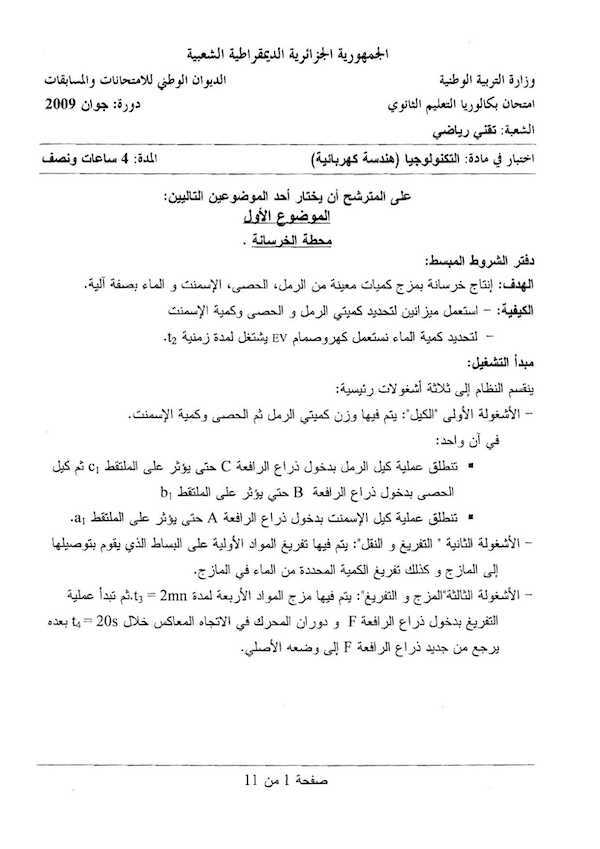 الجمهورية الجزائرية الديمقراطية الشعبية
وزارة التربية الوطنية الديوان الوطني للامتحانات والمسابقات
امتحان بكالوريا التعليم الثانوي دورة: جوان 2009
الشعبة: تقني رياضي
اختبار في مادة: التكنولوجيا (هندسة كهربائية) المدة: 4 ساعات ونصف
على المترشح أن يختار أحد الموضوعين التاليين:
الموضوع الأول
محطة الخرسانة .
دفتر الشروط المبسط:
الهدف: إنتاج خرسانة بمزج كميات معينة من الرمل، الحصى، الإسمنت و الماء بصفة آلية.
الكيفية: – استعمل ميزانين لتحديد كميتي الرمل و الحصى وكمية الإسمنت
– لتحديد كمية الماء نستعمل كهروصمام EV يشتغل لمدة زمنية t₂.
مبدأ التشغيل:
ينقسم النظام إلى ثلاثة أشغولات رئيسية:
– الأشغولة الأولى "الكيل": يتم فيها وزن كميتي الرمل ثم الحصى وكمية الإسمنت.
في آن واحد:
▪ تنطلق عملية كيل الرمل بدخول ذراع الرافعة C حتى يؤثر على الملتقط c₁ ثم كيل
الحصى بدخول ذراع الرافعة B حتي يؤثر على الملتقط b₁
▪ تنطلق عملية كيل الإسمنت بدخول ذراع الرافعة A حتى يؤثر على الملتقط a₁.
– الأشغولة الثانية " التفريغ و النقل": يتم فيها تفريغ المواد الأولية على البساط الذي يقوم بتوصيلها
إلى المازج و كذلك تفريغ الكمية المحددة من الماء في المازج.
– الأشغولة الثالثة"المزج و التفريغ": يتم فيها مزج المواد الأربعة لمدة t₃ = 2mn.ثم تبدأ عملية
التفريغ بدخول ذراع الرافعة F و دوران المحرك في الاتجاه المعاكس خلال t₄ = 20s بعده
يرجع من جديد ذراع الرافعة F إلى وضعه الأصلي.
صفحة 1 من 11